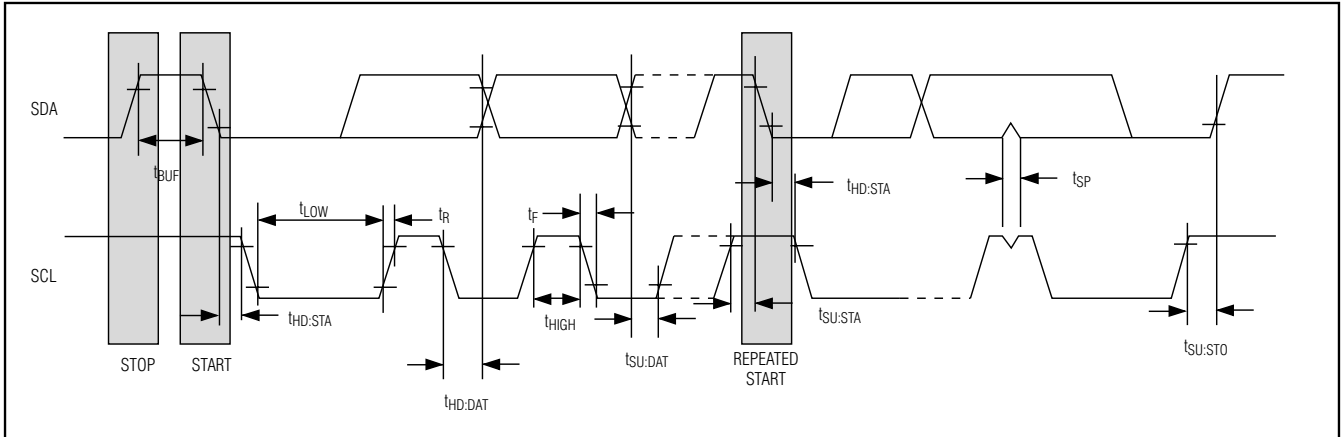 SDA
tBUF
tHD:STA
tSP
tLOW
tR
tF
SCL
tHD:STA
tHIGH
tSU:STA
tSU:DAT
tSU:STO
STOP
START
REPEATED
START
tHD:DAT